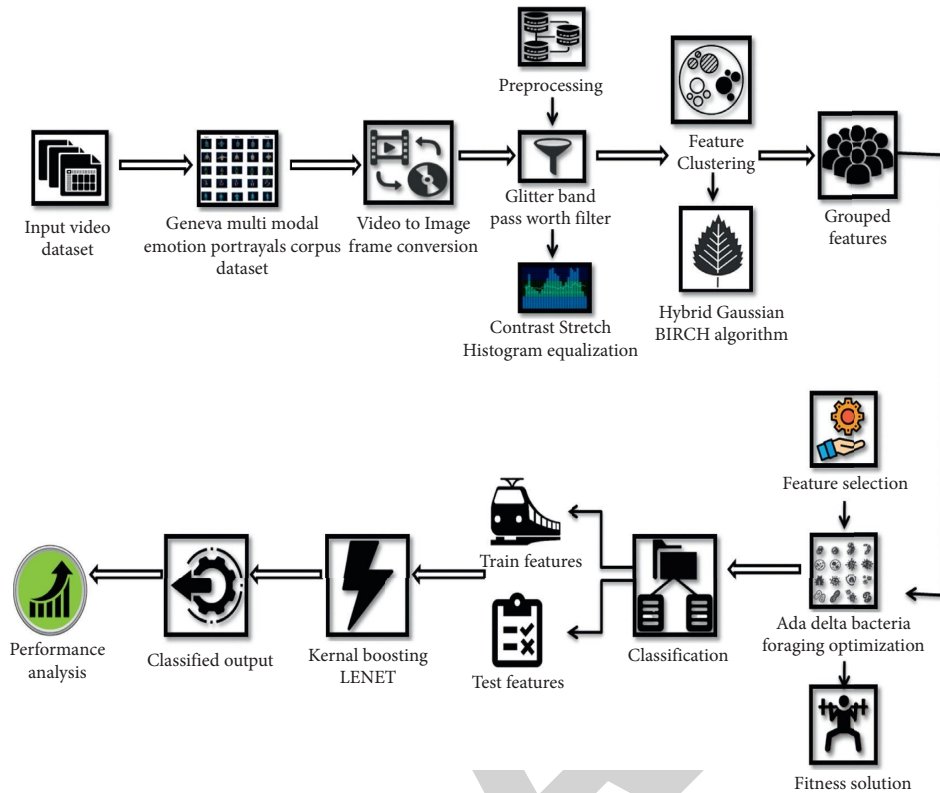 Preprocessing
Input video
dataset
Geneva multi modal
emotion portrayals corpus
dataset
Video to Image
frame conversion
Glitter band
pass worth filter
Contrast Stretch
Histogram equalization
Feature
Clustering
Hybrid Gaussian
BIRCH algorithm
Grouped
features
Feature selection
Ada delta bacteria
foraging optimization
Fitness solution
Classification
Train features
Test features
Kernal boosting
LENET
Classified output
Performance
analysis